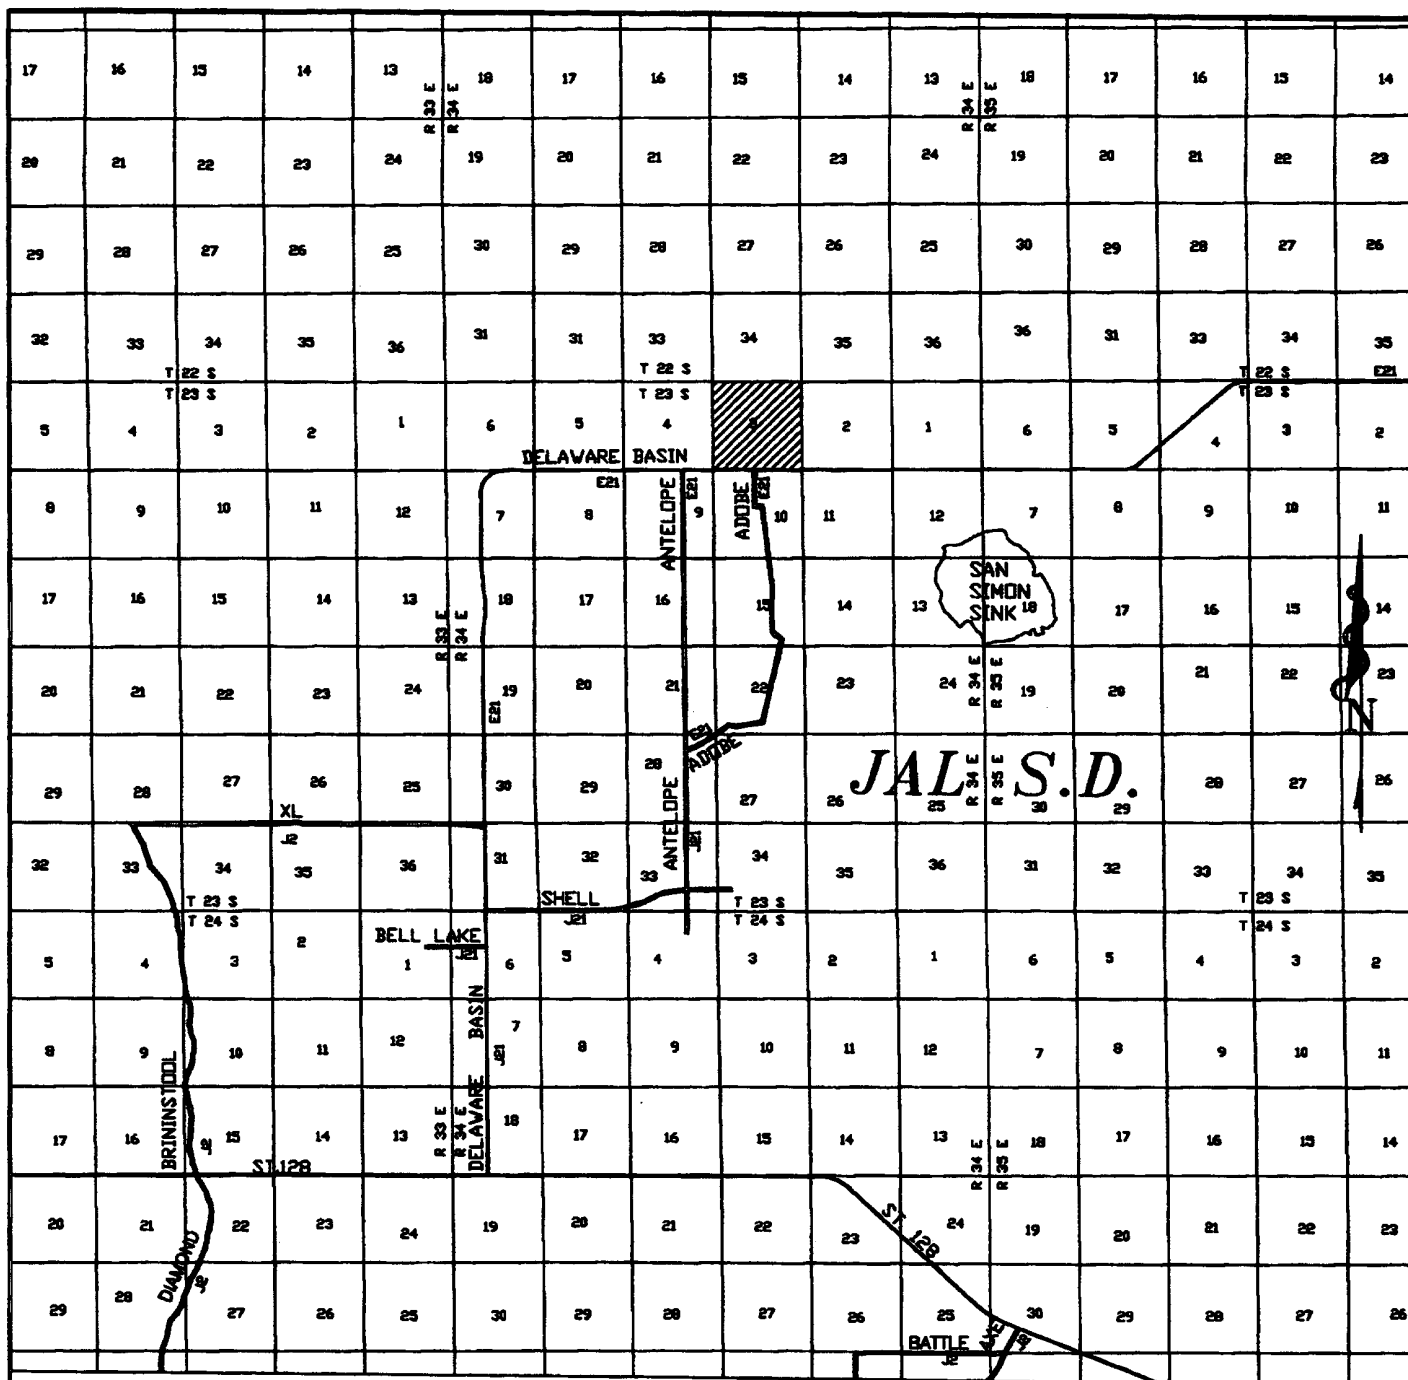 17 16 15 14 13 18 17 16 15 14 13 18 17 16 15 14
R 33 E
R 34 E
R 34 E
R 35 E
20 21 22 23 24 19 20 21 22 23 24 19 20 21 22 23
29 28 27 26 25 30 29 28 27 26 25 30 29 28 27 26
32 33 34 35 36 31 31 33 34 35 36 36 31 33 34 35
T 22 S T 22 S T 22 S E21
T 23 S T 23 S T 23 S
5 4 3 2 1 6 5 4 2 1 6 5 4 3 2
DELAWARE BASIN
E21
ANTELOPE
E21
ADOBE
E21
8 9 10 11 12 7 8 9 10 11 12 7 8 9 10 11
SAN
SIMON
SINK
17 16 15 14 13 18 17 16 15 14 13 18 17 16 15 14
R 33 E
R 34 E
R 34 E
R 35 E
N
20 21 22 23 24 19 20 21 22 23 24 19 20 21 22 23
E21
E21
ADOBE
JAL S.D.
R 34 E
R 35 E
29 28 27 26 25 30 29 28 27 26 25 30 29 28 27 26
ANTELOPE
J21
XL
J2
32 33 34 35 36 31 32 33 34 35 36 31 32 33 34 35
T 23 S SHELL T 23 S T 23 S
T 24 S J21 T 24 S T 24 S
BELL LAKE
J21
5 4 3 2 1 6 5 4 3 2 1 6 5 4 3 2
DELAWARE BASIN
J21
8 9 10 11 12 7 8 9 10 11 12 7 8 9 10 11
BRININSTOOL
J2
R 33 E
R 34 E
R 34 E
R 35 E
17 16 15 14 13 18 17 16 15 14 13 18 17 16 15 14
ST 128
20 21 22 23 24 19 20 21 22 23 24 19 20 21 22 23
ST 128
DIAMOND
J2
29 28 27 26 25 30 29 28 27 26 25 30 29 28 27 26
BATTLE
J2